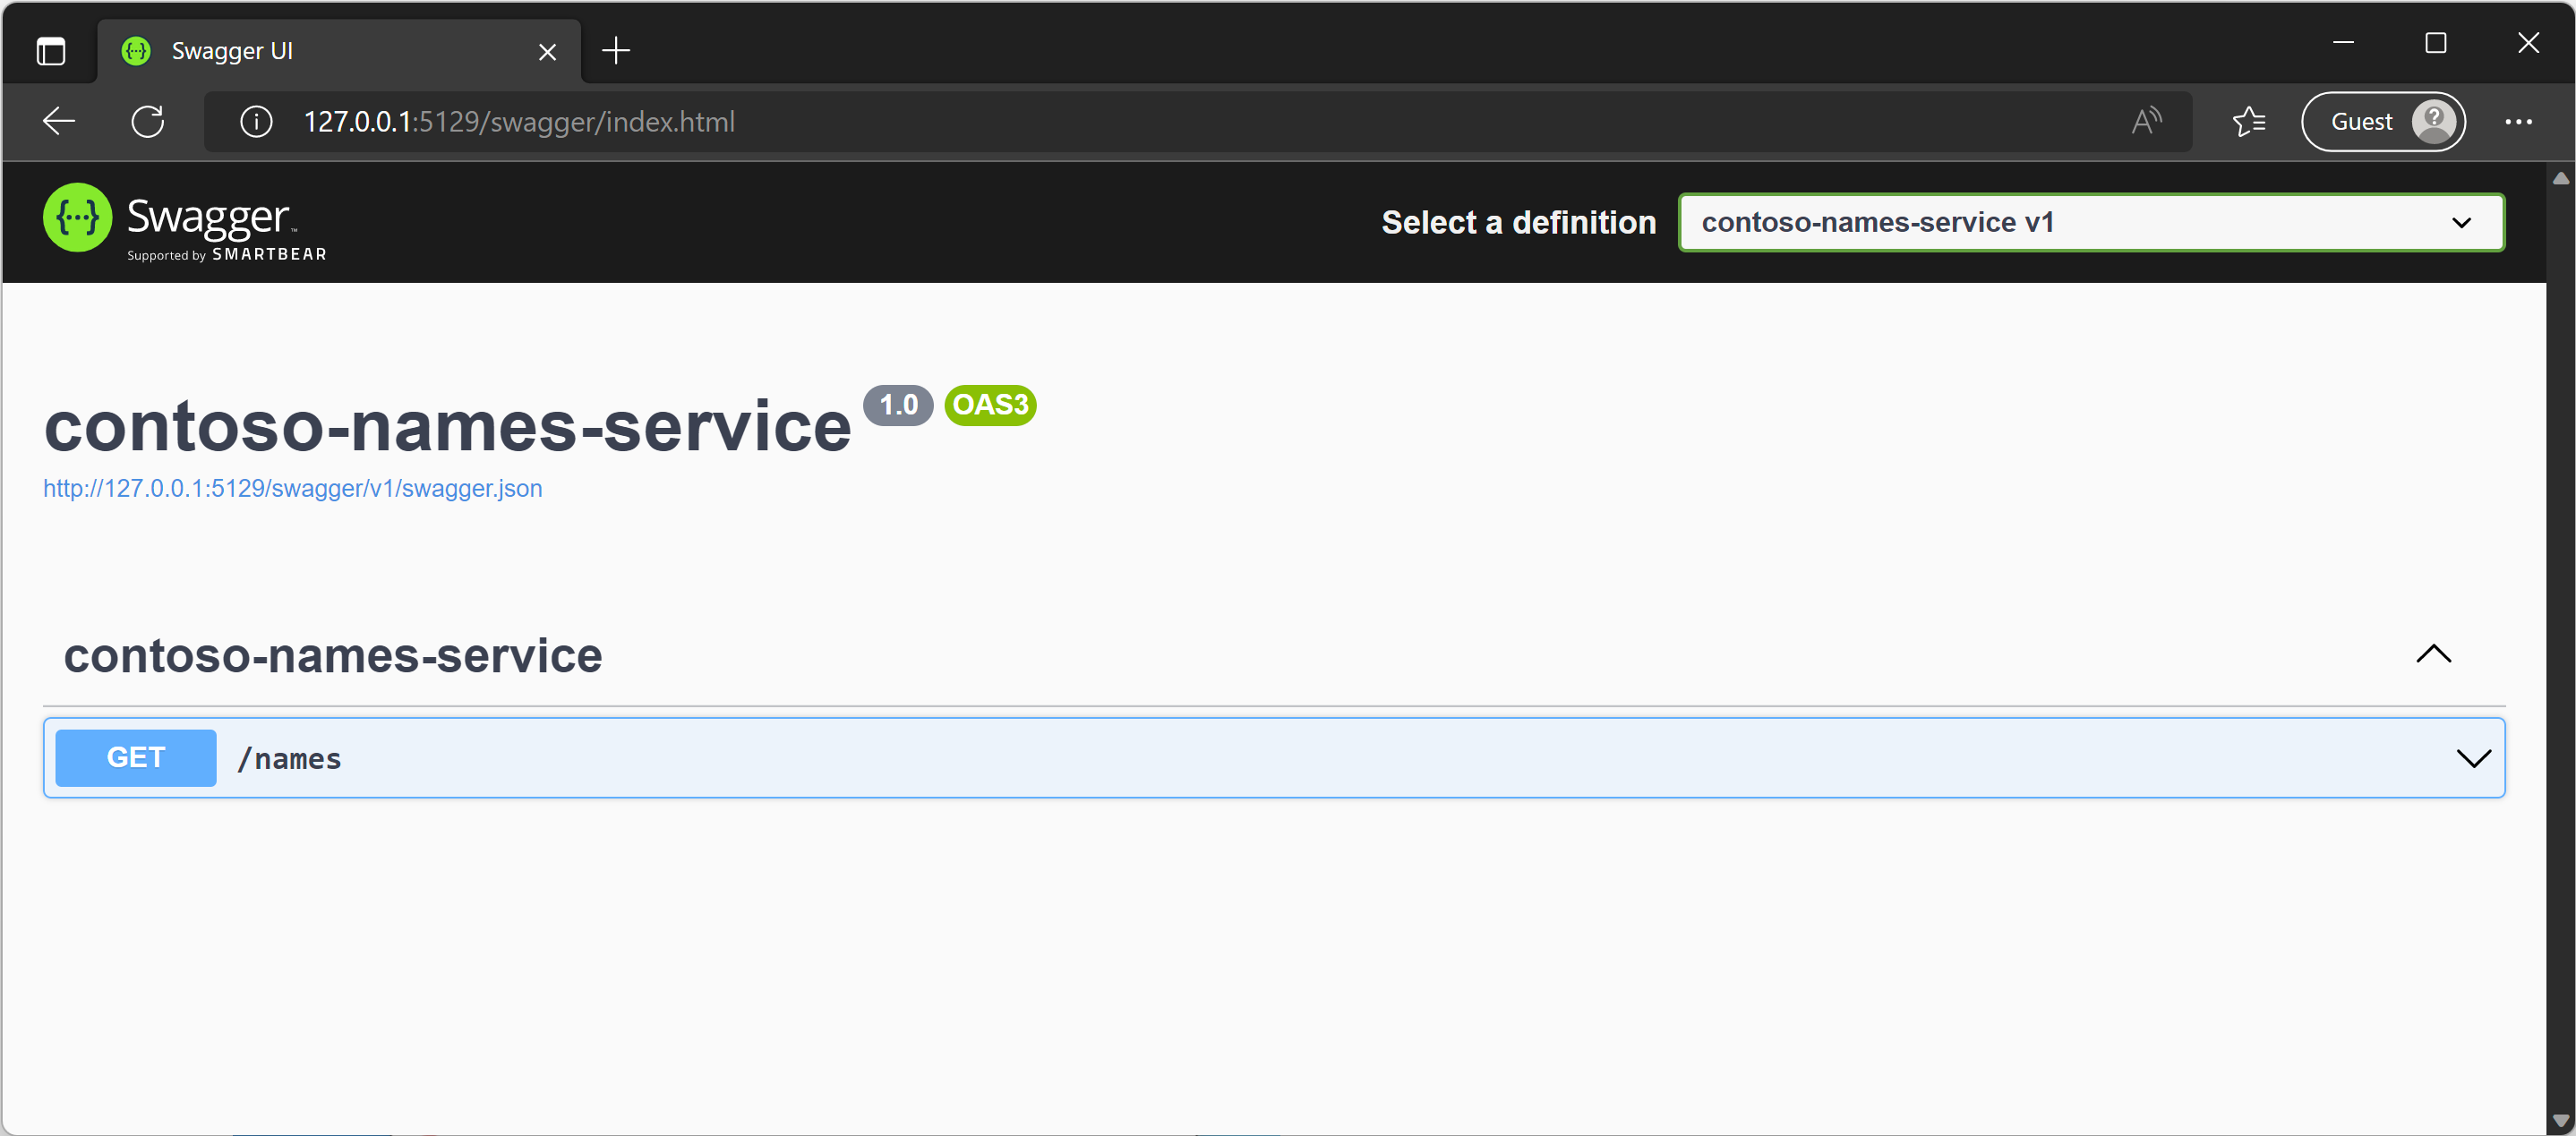 Swagger UI
127.0.0.1:5129/swagger/index.html
Guest
Swagger™
Supported by SMARTBEAR
Select a definition
contoso-names-service v1
contoso-names-service 1.0 OAS3
http://127.0.0.1:5129/swagger/v1/swagger.json
contoso-names-service
GET /names